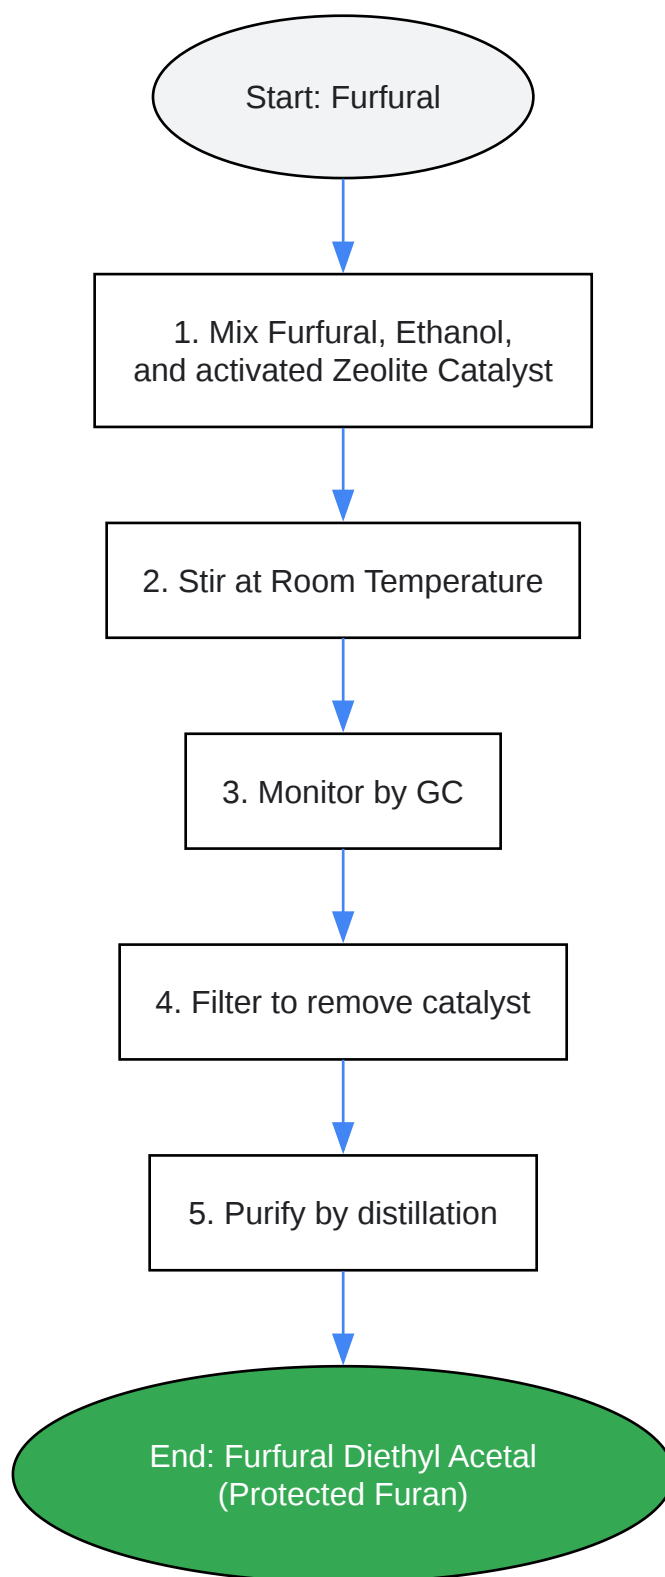 Start: Furfural
1. Mix Furfural, Ethanol,
and activated Zeolite Catalyst
2. Stir at Room Temperature
3. Monitor by GC
4. Filter to remove catalyst
5. Purify by distillation
End: Furfural Diethyl Acetal
(Protected Furan)